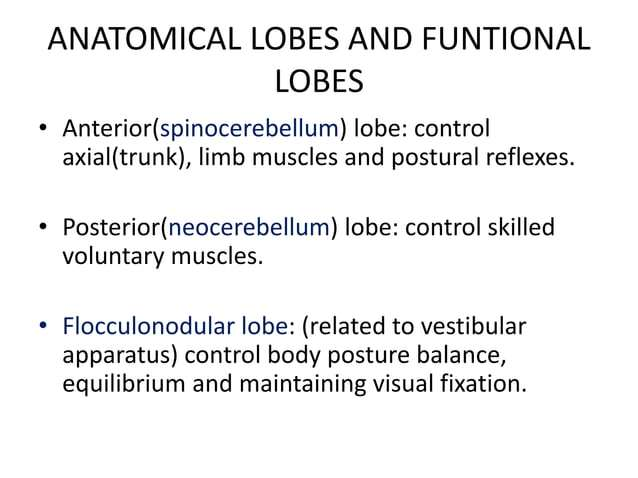 ANATOMICAL LOBES AND FUNTIONAL
LOBES
• Anterior(spinocerebellum) lobe: control
axial(trunk), limb muscles and postural reflexes.
• Posterior(neocerebellum) lobe: control skilled
voluntary muscles.
• Flocculonodular lobe: (related to vestibular
apparatus) control body posture balance,
equilibrium and maintaining visual fixation.